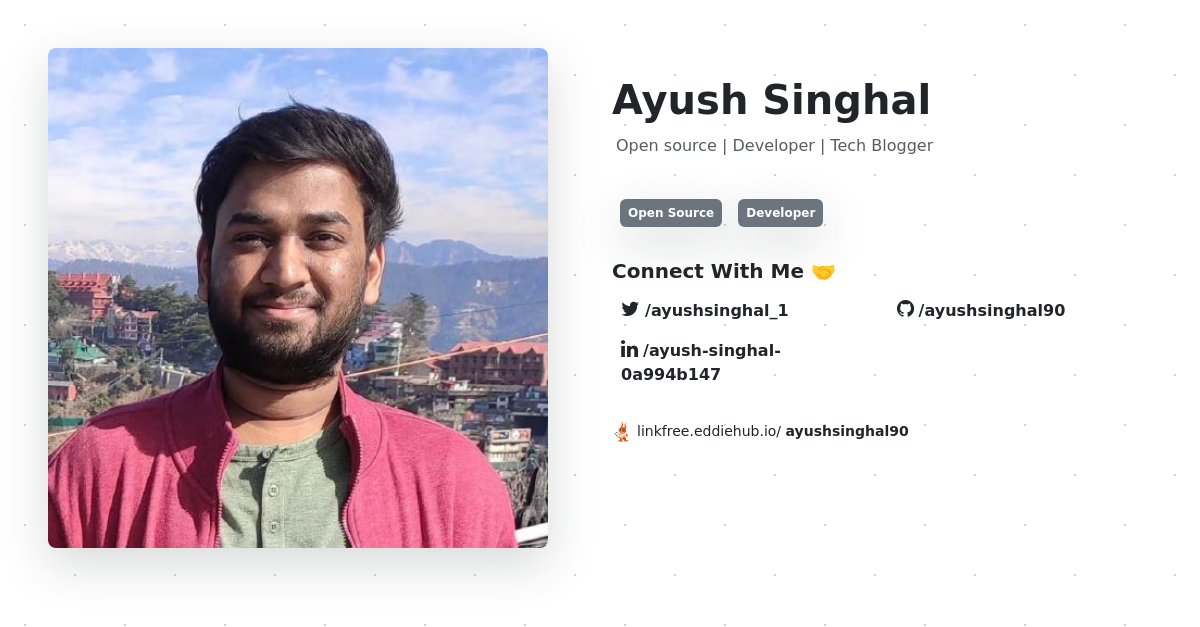 Ayush Singhal
Open source | Developer | Tech Blogger
Open Source Developer
Connect With Me 🤝
/ayushsinghal_1 /ayushsinghal90
/ayush-singhal-
0a994b147
linkfree.eddiehub.io/ ayushsinghal90